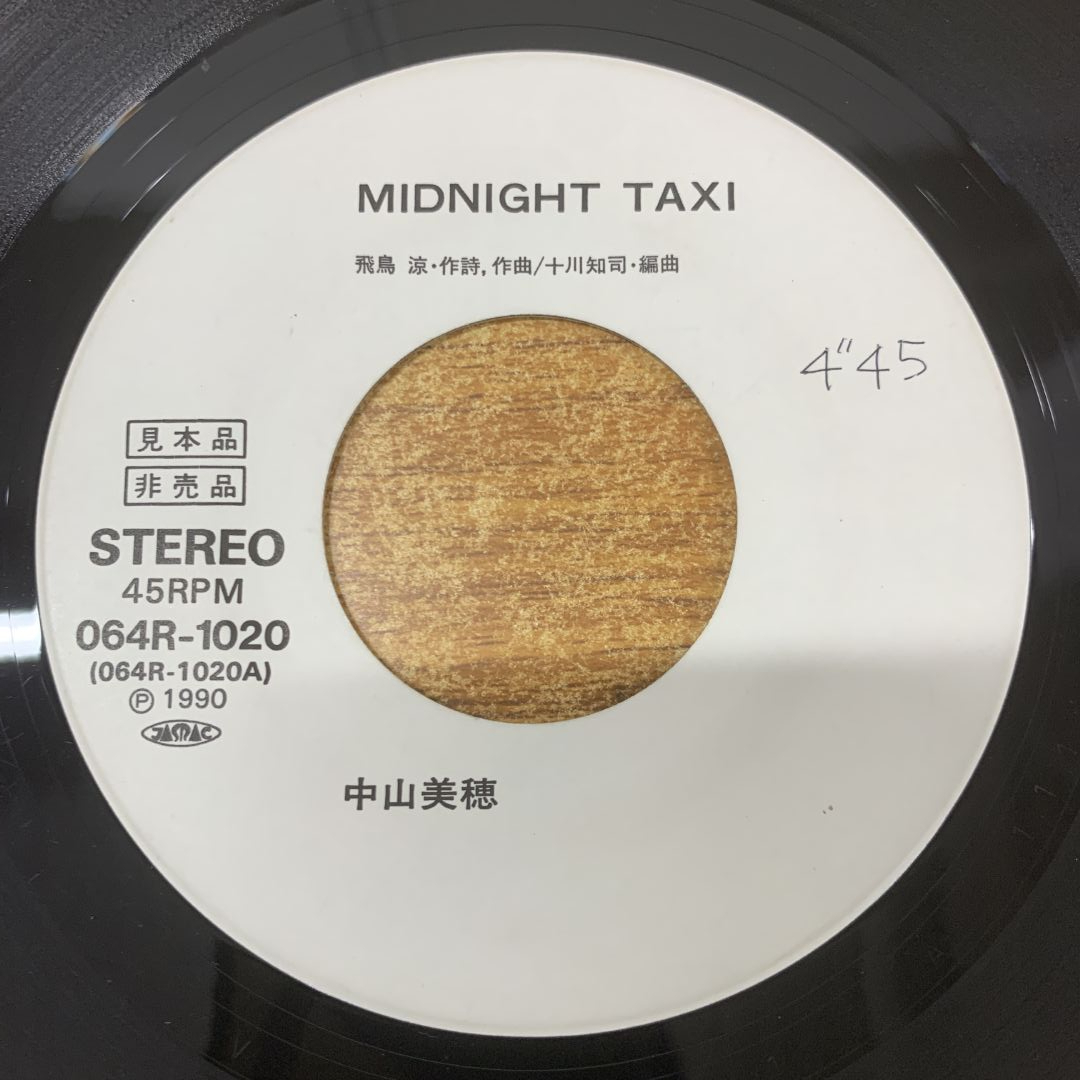 MIDNIGHT TAXI
飛鳥 涼・作詩, 作曲/十川知司・編曲
4"45
見本品
非売品
STEREO
45RPM
064R-1020
(064R-1020A)
Ⓟ 1990
JASRAC
中山美穂